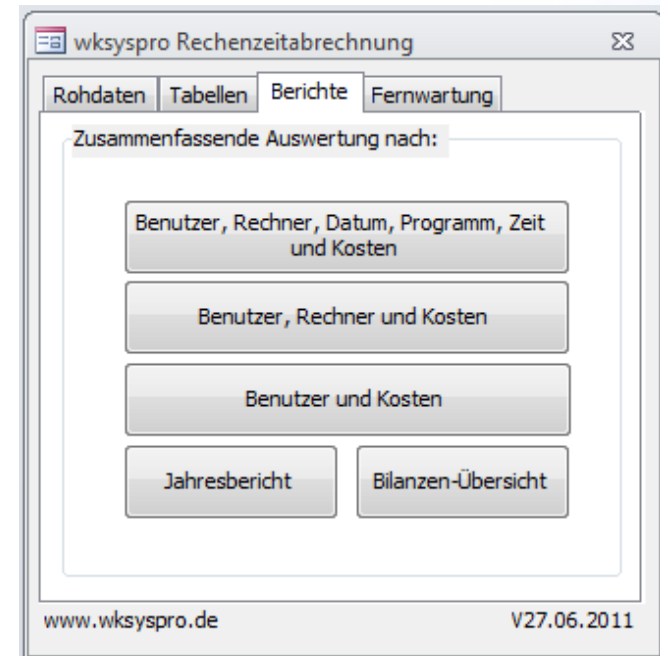 wksyspro Rechenzeitabrechnung
Rohdaten Tabellen Berichte Fernwartung
Zusammenfassende Auswertung nach:
Benutzer, Rechner, Datum, Programm, Zeit
und Kosten
Benutzer, Rechner und Kosten
Benutzer und Kosten
Jahresbericht Bilanzen-Übersicht
www.wksyspro.de V27.06.2011